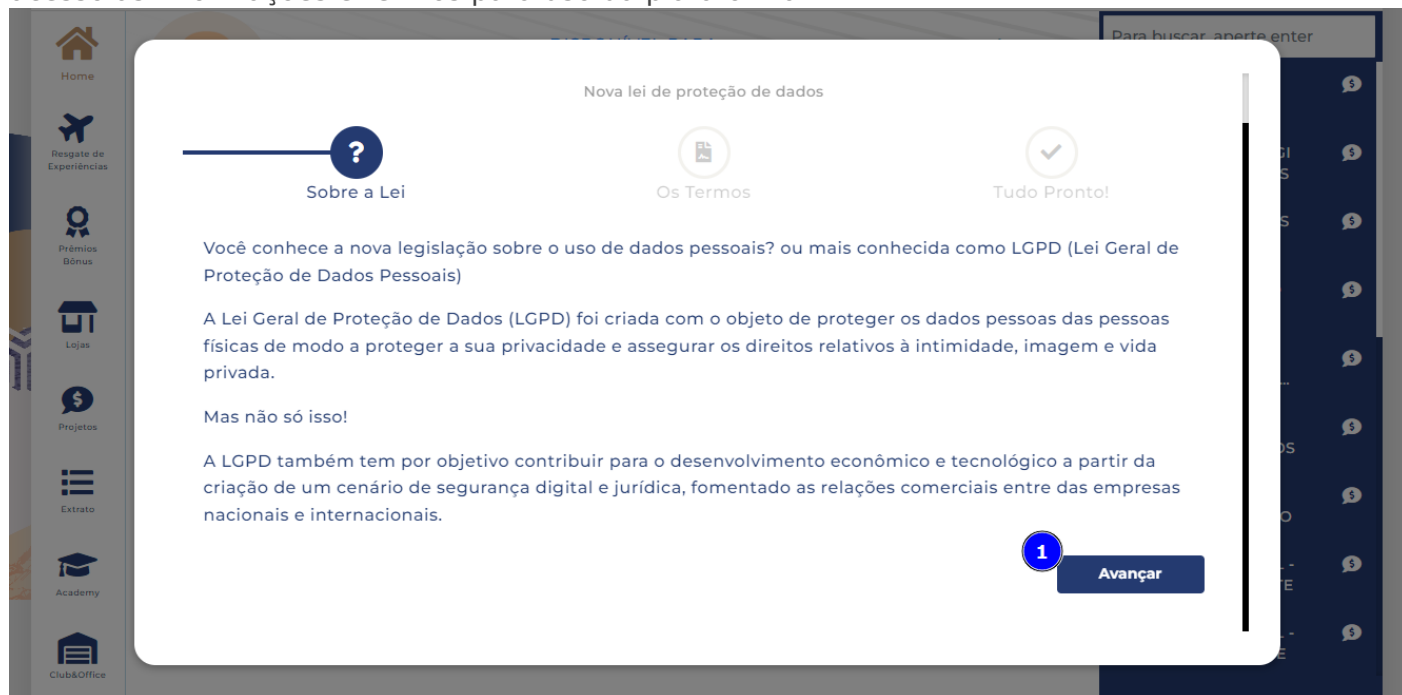 Para buscar, aperte enter
Home
Resgate de
Experiências
Prêmios
Bônus
Lojas
Projetos
Extrato
Academy
Club&Office
Nova lei de proteção de dados
?
Sobre a Lei
Os Termos
Tudo Pronto!
Você conhece a nova legislação sobre o uso de dados pessoais? ou mais conhecida como LGPD (Lei Geral de
Proteção de Dados Pessoais)
A Lei Geral de Proteção de Dados (LGPD) foi criada com o objeto de proteger os dados pessoas das pessoas
físicas de modo a proteger a sua privacidade e assegurar os direitos relativos à intimidade, imagem e vida
privada.
Mas não só isso!
A LGPD também tem por objetivo contribuir para o desenvolvimento econômico e tecnológico a partir da
criação de um cenário de segurança digital e jurídica, fomentado as relações comerciais entre das empresas
nacionais e internacionais.
1
Avançar